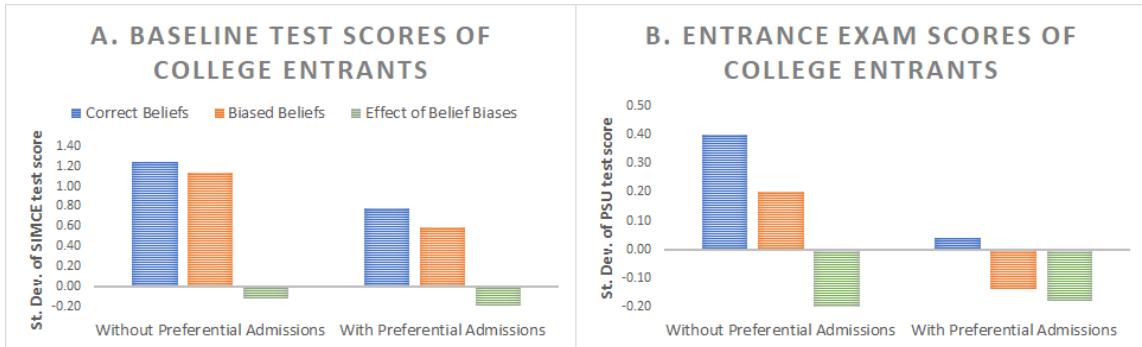 A. BASELINE TEST SCORES OF
COLLEGE ENTRANTS
Correct Beliefs Biased Beliefs Effect of Belief Biases
St. Dev. of SIMCE test score
1.40
1.20
1.00
0.80
0.60
0.40
0.20
0.00
-0.20
Without Preferential Admissions With Preferential Admissions
B. ENTRANCE EXAM SCORES OF
COLLEGE ENTRANTS
St. Dev. of PSU test score
0.50
0.40
0.30
0.20
0.10
0.00
-0.10
-0.20
Without Preferential Admissions With Preferential Admissions